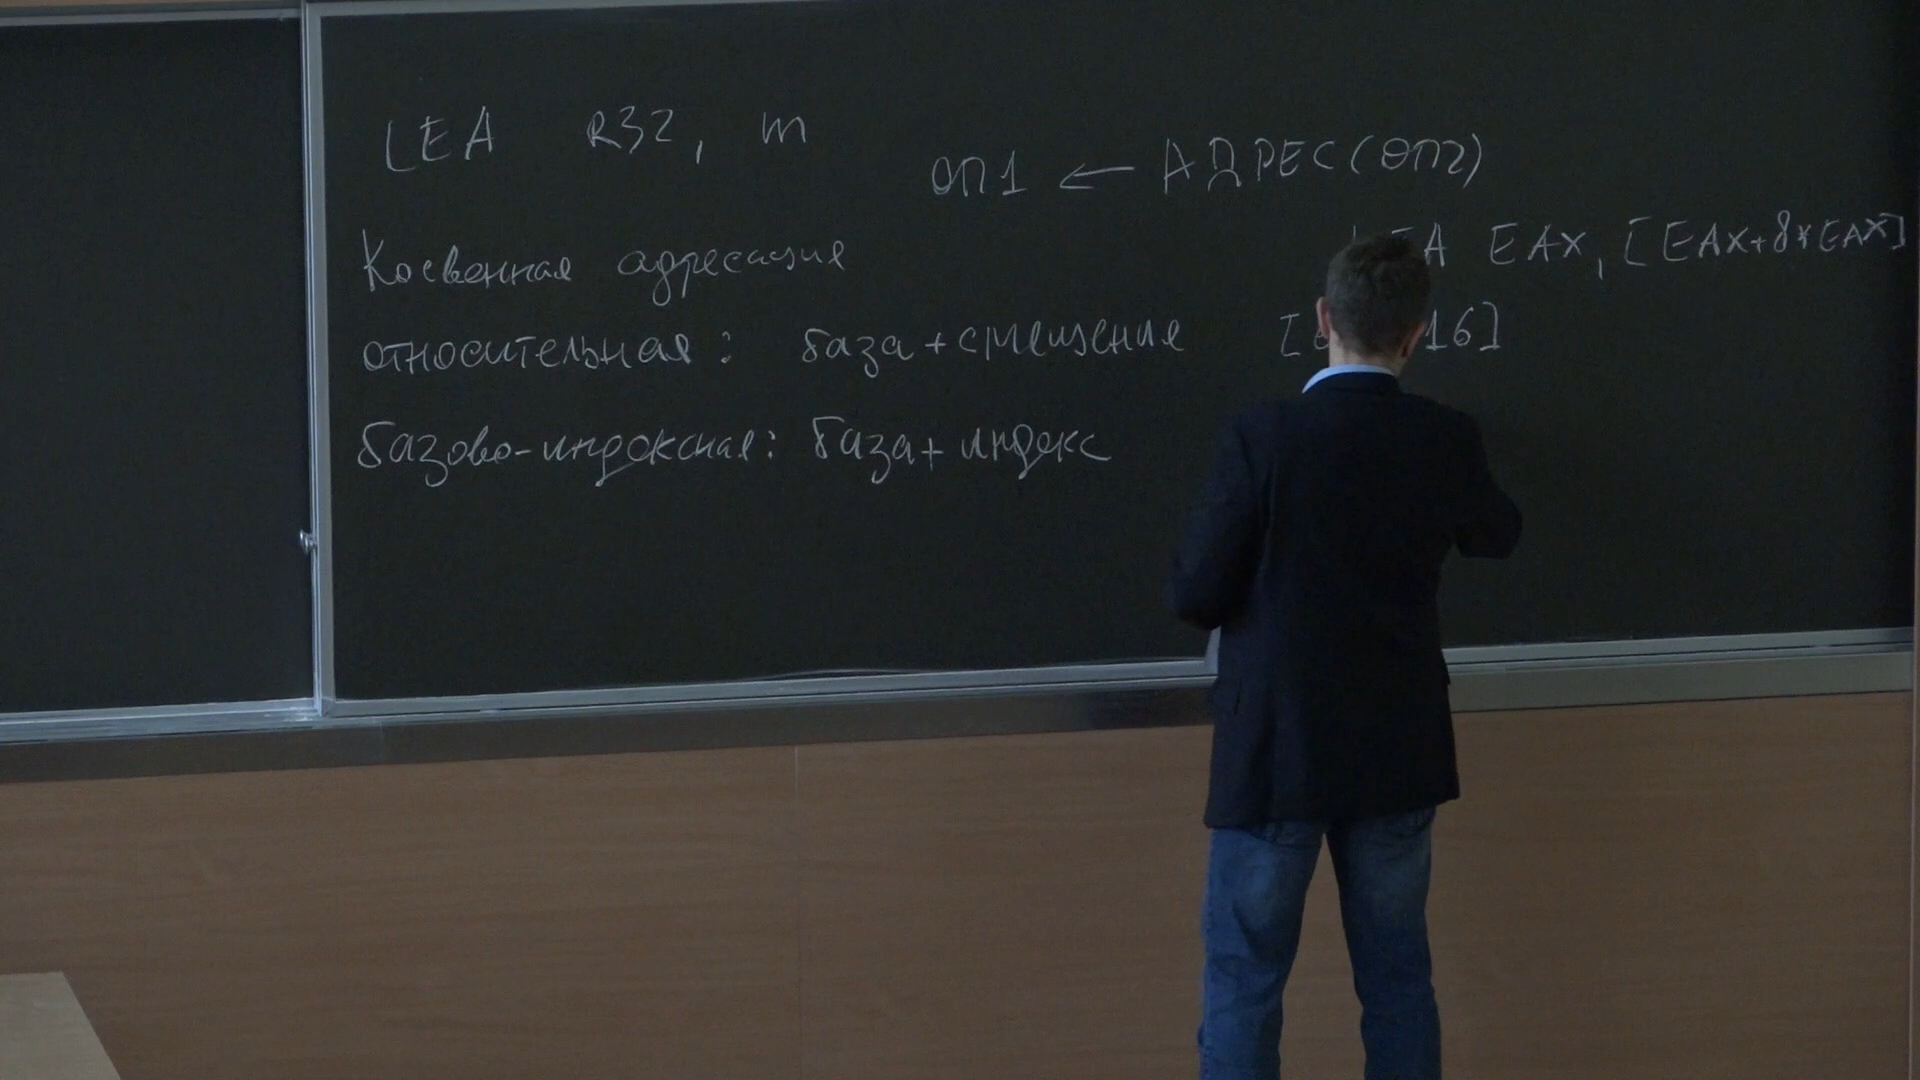 LEA R32, m
ОП1 ← АДРЕС(ОП2)
Косвенная адресация
EA EAX, [EAX+8*EAX]
относительная: база+смещение [ 16]
базово-индексная: база+индекс